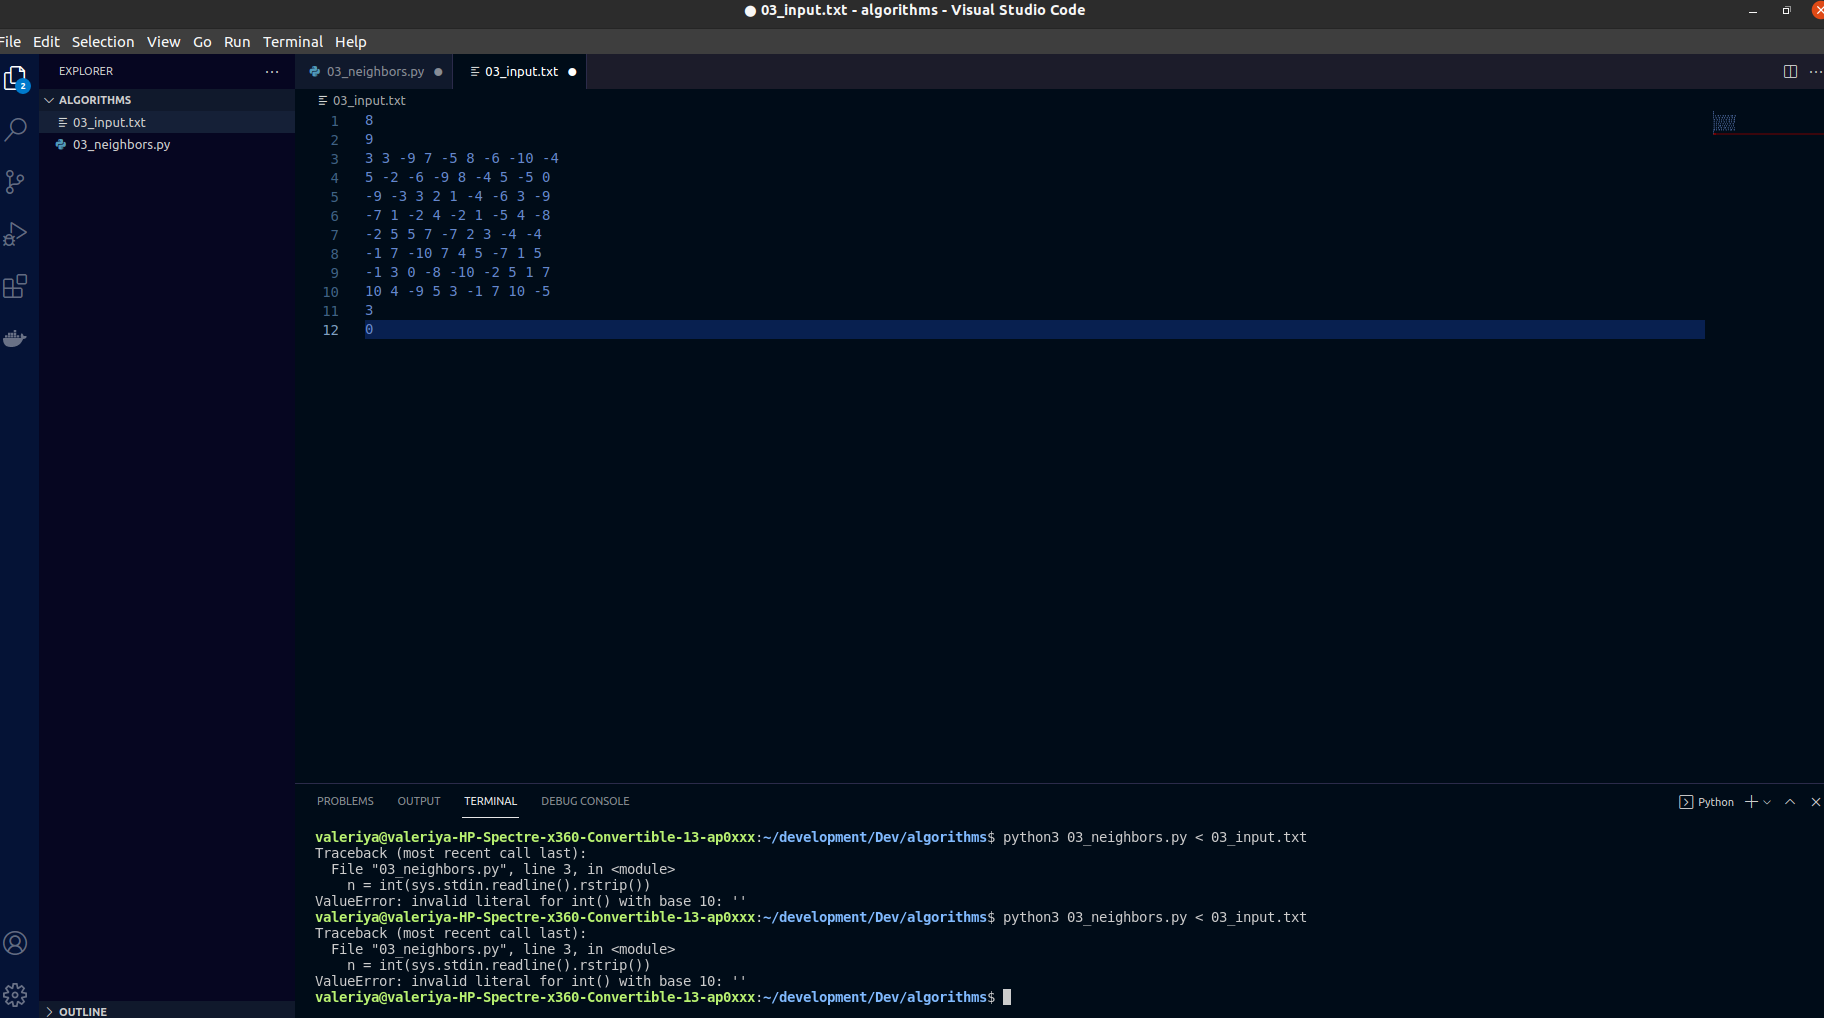 ● 03_input.txt - algorithms - Visual Studio Code
File Edit Selection View Go Run Terminal Help
EXPLORER
03_neighbors.py
03_input.txt
2
ALGORITHMS
03_input.txt
03_neighbors.py
03_input.txt
1 8
2 9
3 3 3 -9 7 -5 8 -6 -10 -4
4 5 -2 -6 -9 8 -4 5 -5 0
5 -9 -3 3 2 1 -4 -6 3 -9
6 -7 1 -2 4 -2 1 -5 4 -8
7 -2 5 5 7 -7 2 3 -4 -4
8 -1 7 -10 7 4 5 -7 1 5
9 -1 3 0 -8 -10 -2 5 1 7
10 10 4 -9 5 3 -1 7 10 -5
11 3
12 0
PROBLEMS OUTPUT TERMINAL DEBUG CONSOLE
Python
valeriya@valeriya-HP-Spectre-x360-Convertible-13-ap0xxx:~/development/Dev/algorithms$ python3 03_neighbors.py < 03_input.txt
Traceback (most recent call last):
  File "03_neighbors.py", line 3, in <module>
    n = int(sys.stdin.readline().rstrip())
ValueError: invalid literal for int() with base 10: ''
valeriya@valeriya-HP-Spectre-x360-Convertible-13-ap0xxx:~/development/Dev/algorithms$ python3 03_neighbors.py < 03_input.txt
Traceback (most recent call last):
  File "03_neighbors.py", line 3, in <module>
    n = int(sys.stdin.readline().rstrip())
ValueError: invalid literal for int() with base 10: ''
valeriya@valeriya-HP-Spectre-x360-Convertible-13-ap0xxx:~/development/Dev/algorithms$
OUTLINE